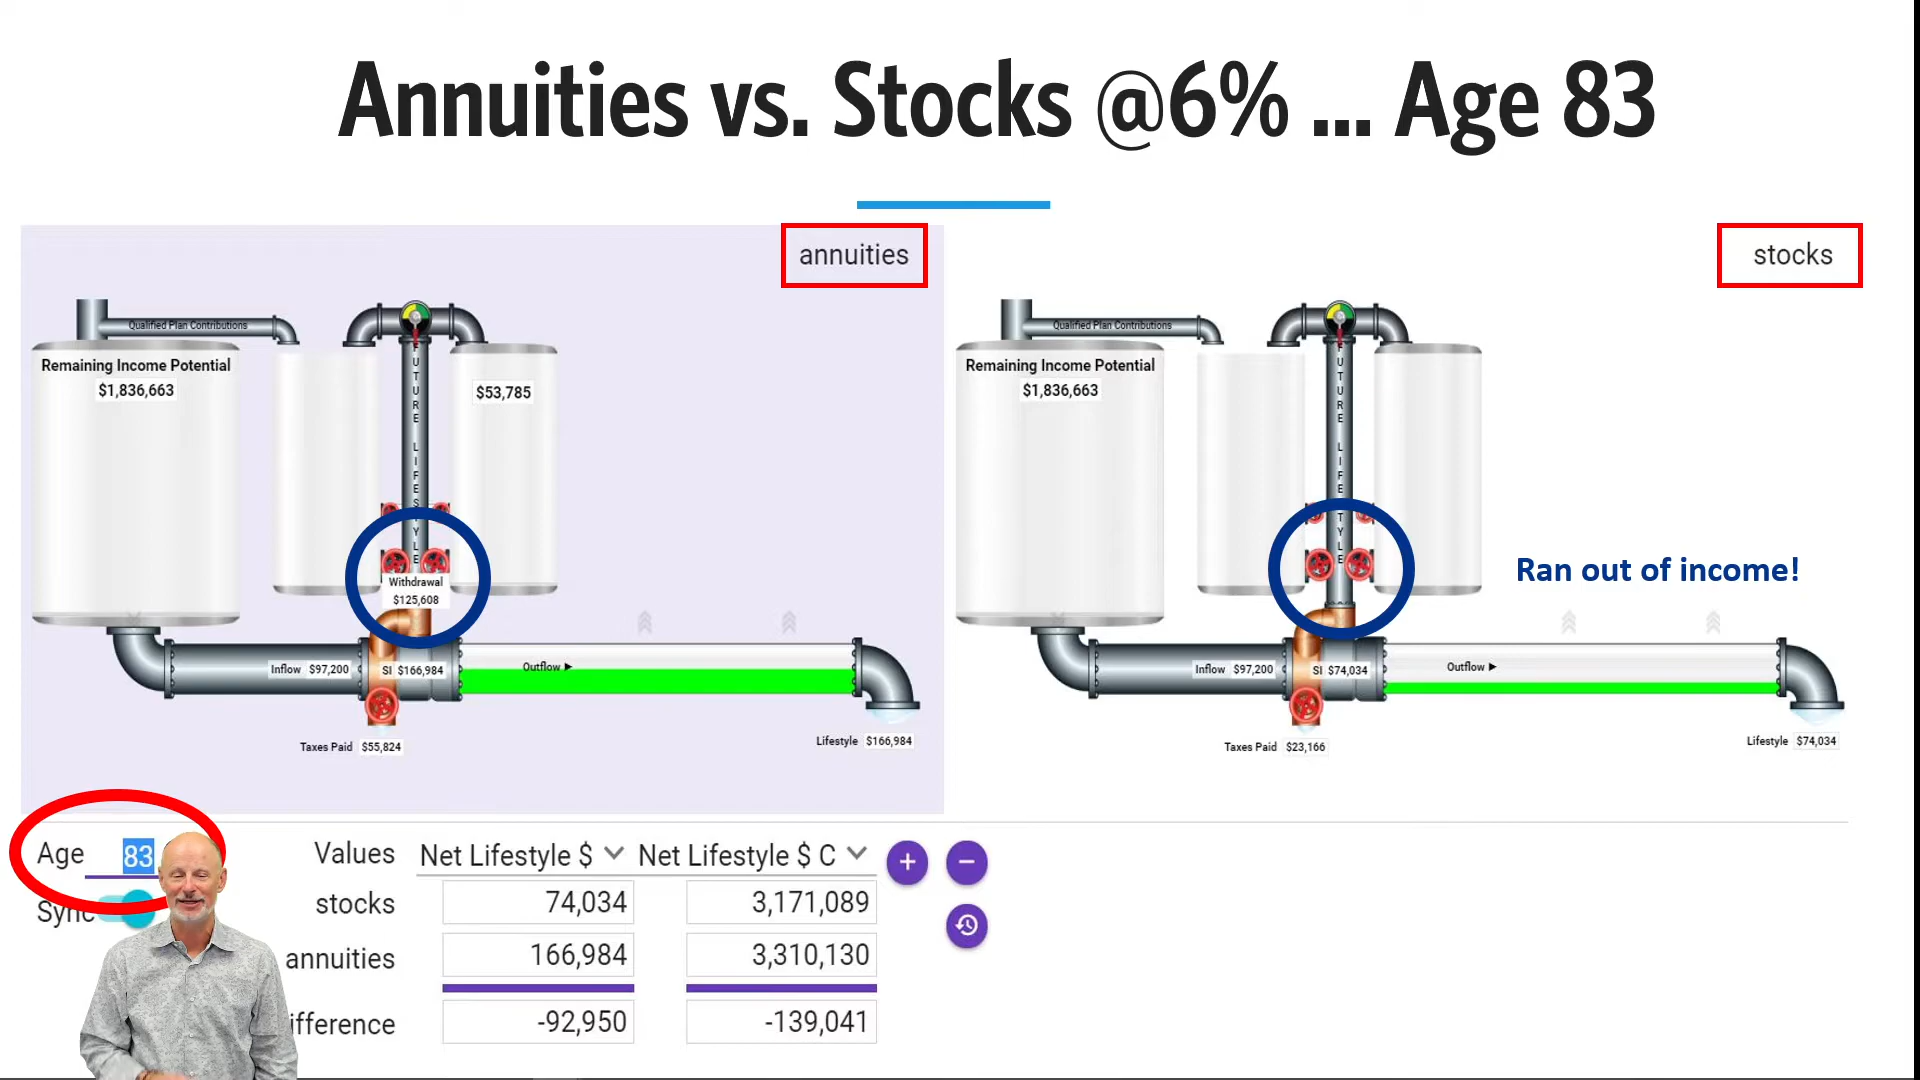 Annuities vs. Stocks @6% ... Age 83
annuities
Qualified Plan Contributions
Remaining Income Potential
$1,836,663
$53,785
FUTURE LIFESTYLE
Withdrawal
$125,608
Inflow $97,200
SI $166,984
Outflow ▶
Taxes Paid $55,824
Lifestyle $166,984
stocks
Qualified Plan Contributions
Remaining Income Potential
$1,836,663
FUTURE LIFESTYLE
Ran out of income!
Inflow $97,200
SI $74,034
Outflow ▶
Taxes Paid $23,166
Lifestyle $74,034
Age 83
Sync
Values Net Lifestyle $ Net Lifestyle $ C
stocks 74,034 3,171,089
annuities 166,984 3,310,130
ifference -92,950 -139,041